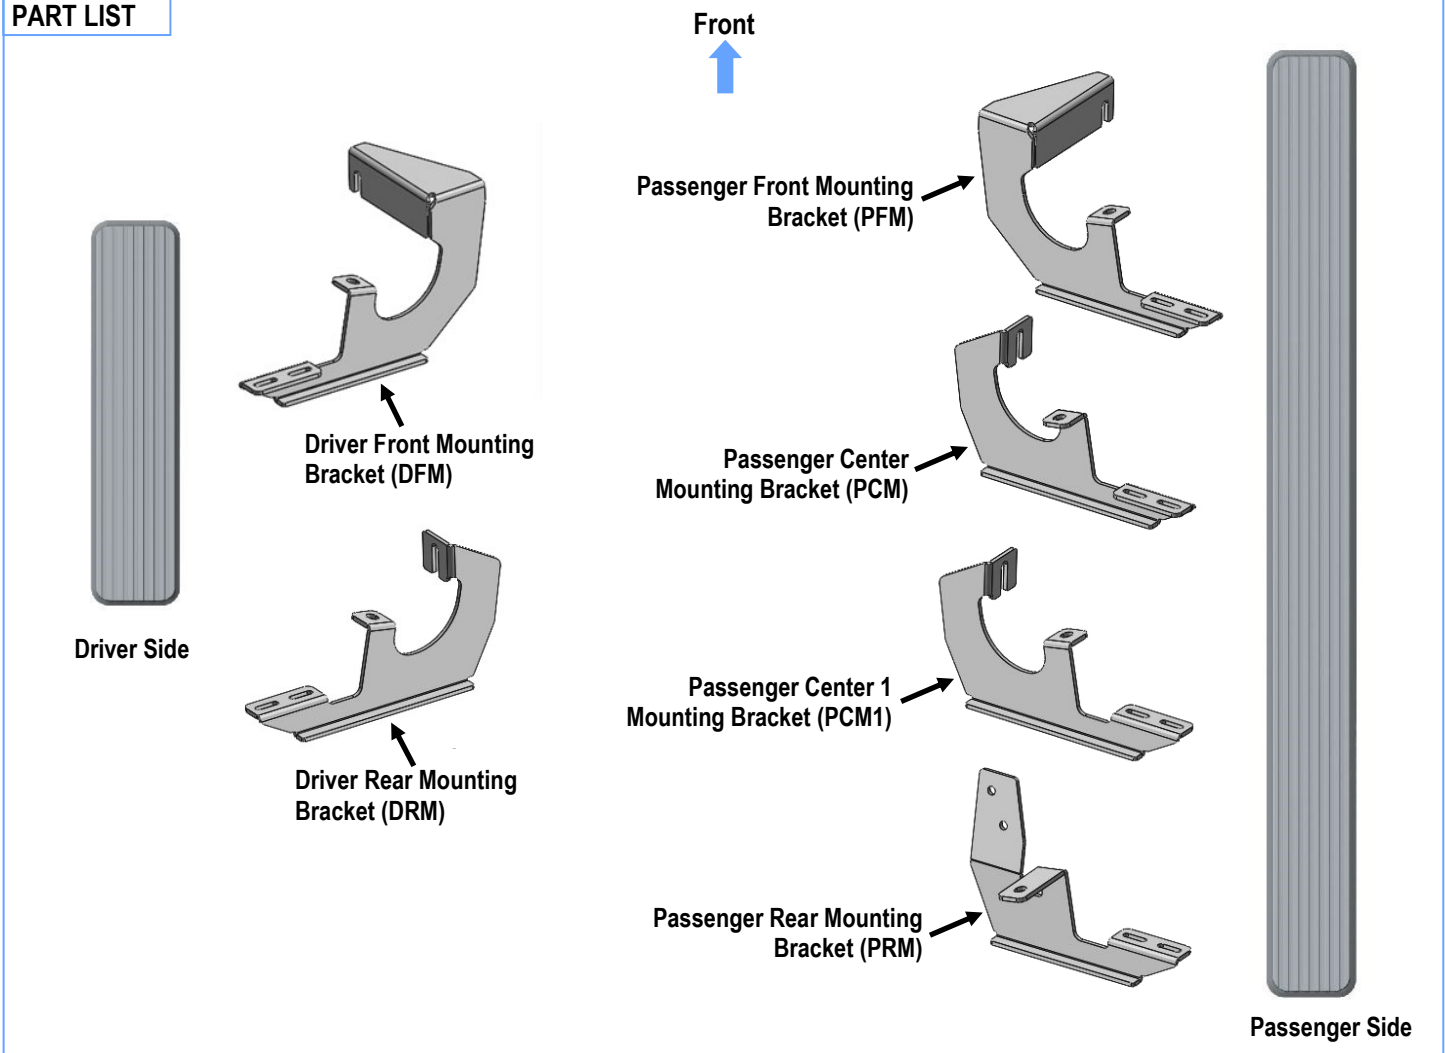 PART LIST
Front
Passenger Front Mounting
Bracket (PFM)
Driver Front Mounting
Bracket (DFM)
Passenger Center
Mounting Bracket (PCM)
Driver Side
Passenger Center 1
Mounting Bracket (PCM1)
Driver Rear Mounting
Bracket (DRM)
Passenger Rear Mounting
Bracket (PRM)
Passenger Side